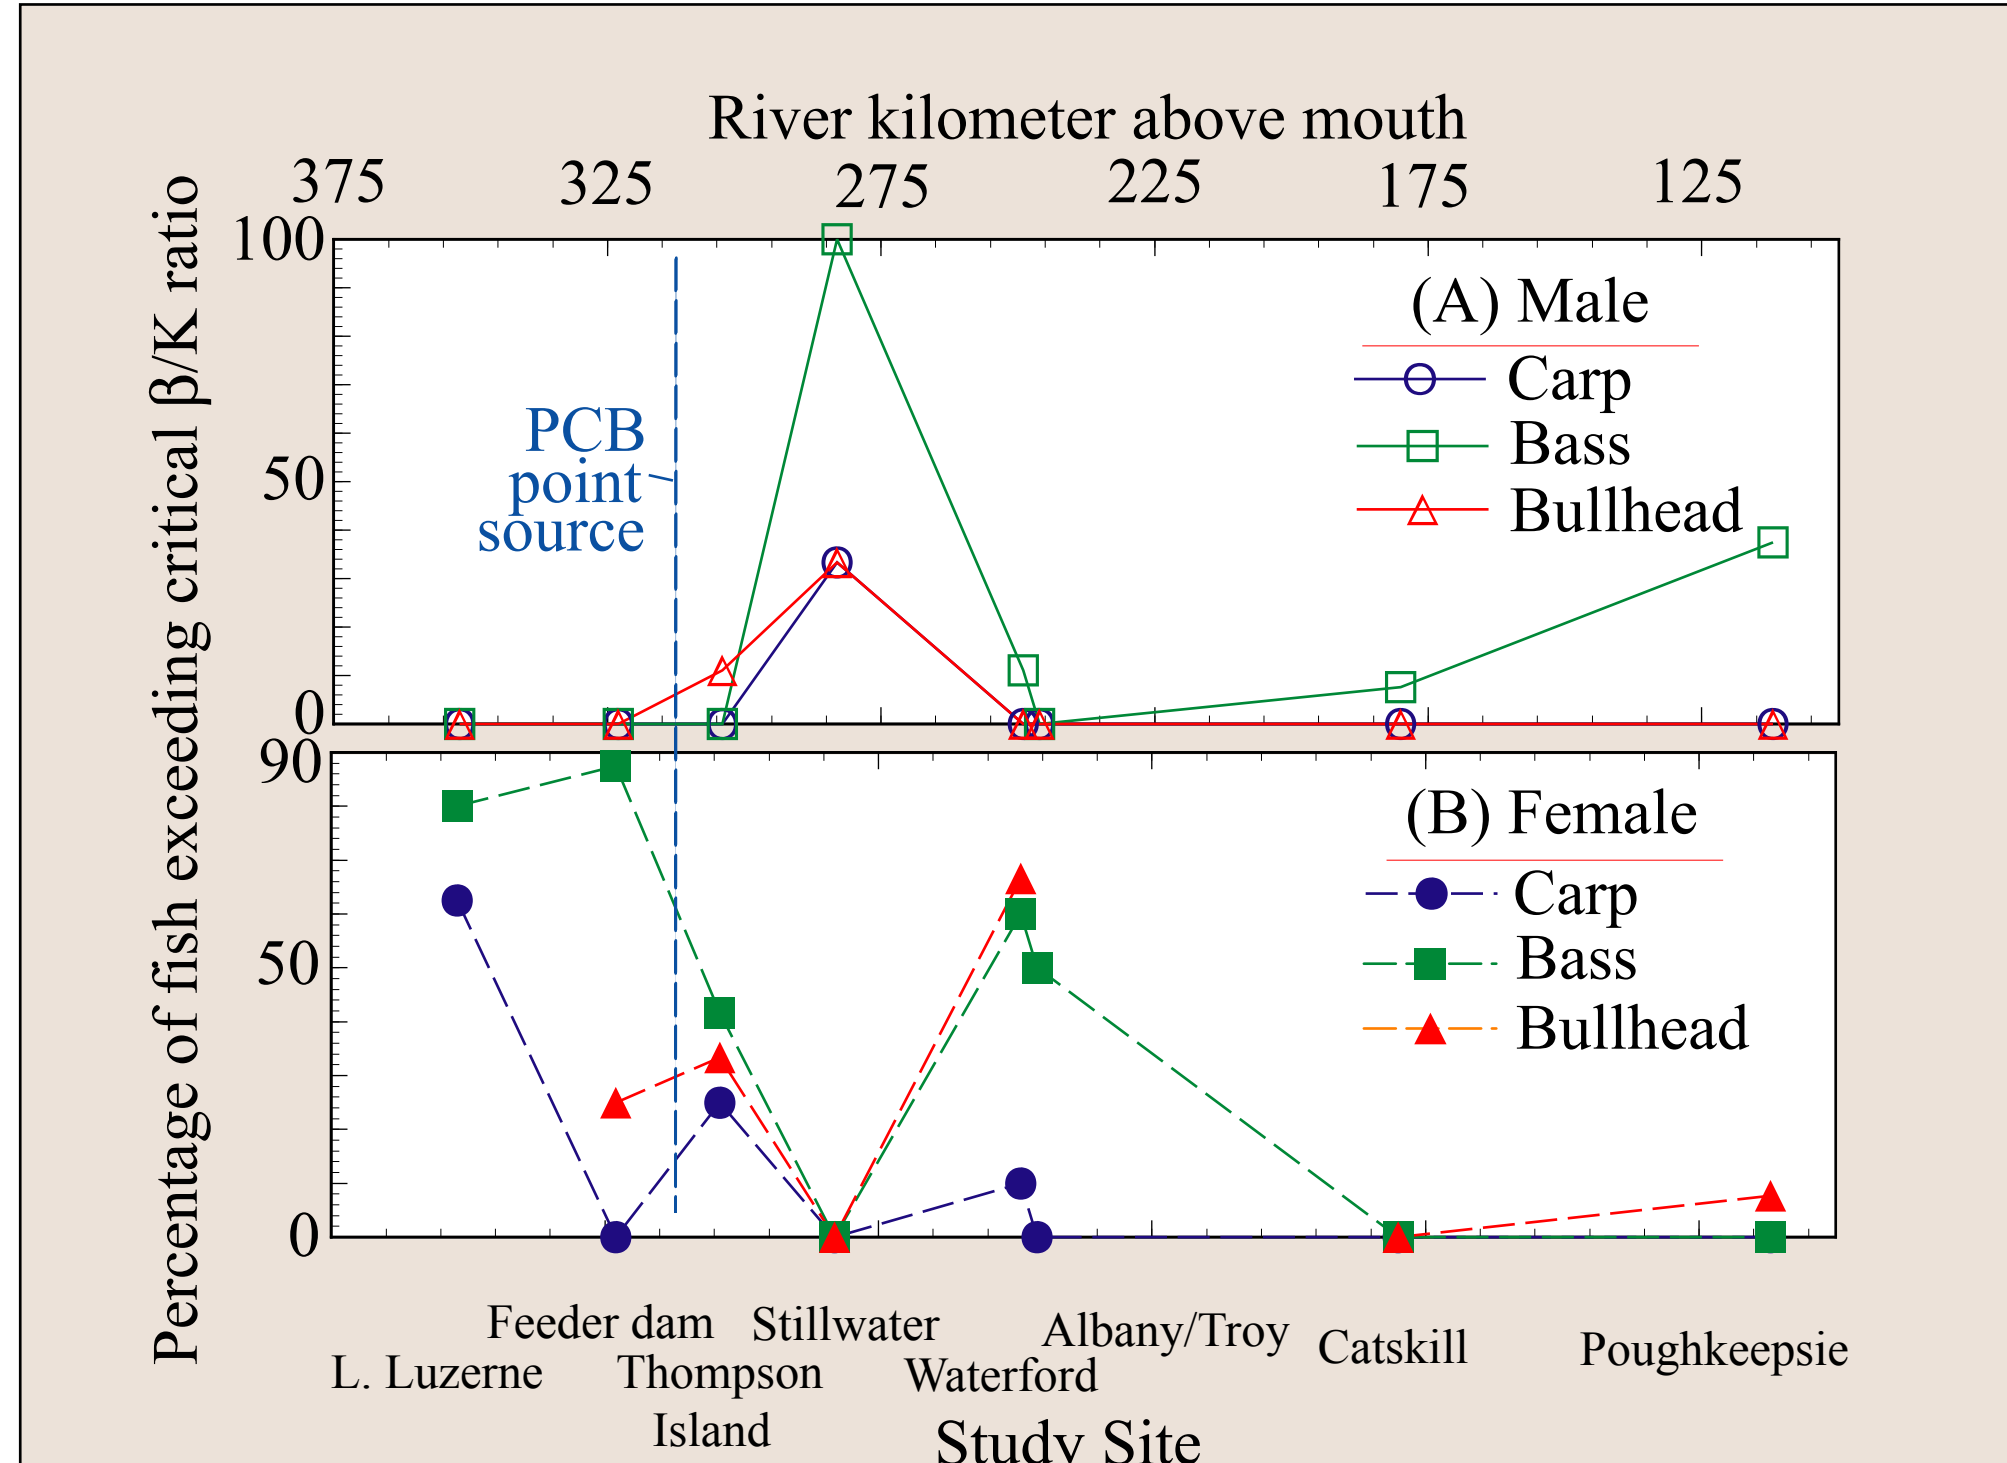 River kilometer above mouth
375 325 275 225 175 125
Percentage of fish exceeding critical β/K ratio
100
50
0
PCB
point
source
(A) Male
Carp
Bass
Bullhead
90
50
0
(B) Female
Carp
Bass
Bullhead
Feeder dam Stillwater Albany/Troy Catskill Poughkeepsie
L. Luzerne Thompson Waterford
Island
Study Site